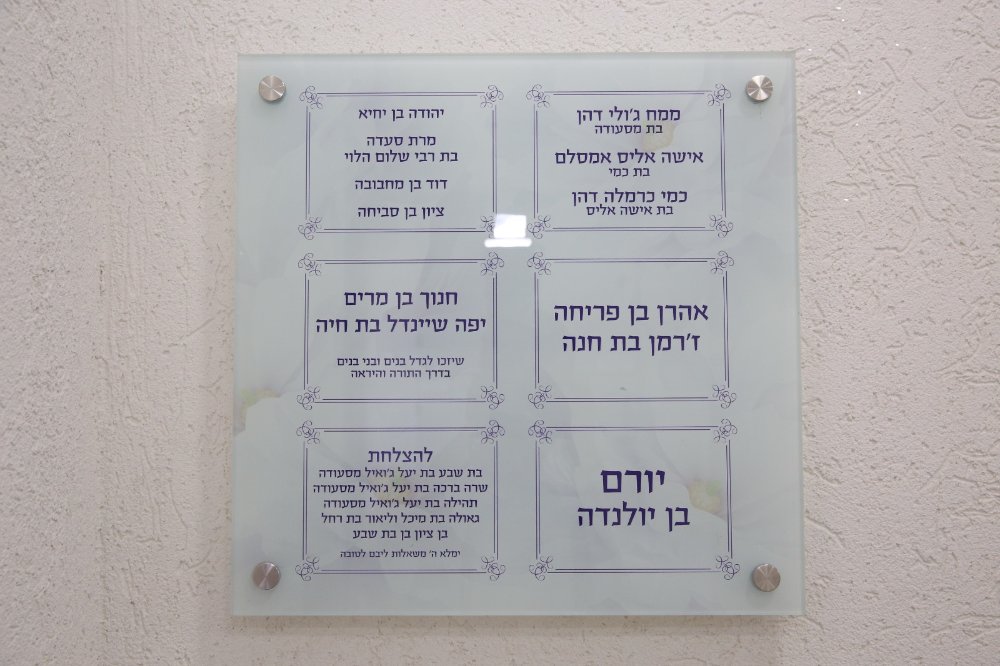 ממח ג'ולי דהן
בת מסעודה
אישה אליס אמסלם
בת כמי
כמי כרמלה דהן
בת אישה אליס
יהודה בן יחיא
מרת סעדה
בת רבי שלום הלוי
דוד בן מחבובה
ציון בן סביחה
אהרן בן פריחה
ז'רמן בת חנה
חנוך בן מרים
יפה שיינדל בת חיה
שיזכו לגדל בנים ובני בנים
בדרך התורה והיראה
יורם
בן יולנדה
להצלחת
בת שבע בת יעל ג'ואיל מסעודה
שרה ברכה בת יעל ג'ואיל מסעודה
תהילה בת יעל ג'ואיל מסעודה
גאולה בת מיכל וליאור בת רחל
בן ציון בן בת שבע
ימלא ה' משאלות ליבם לטובה